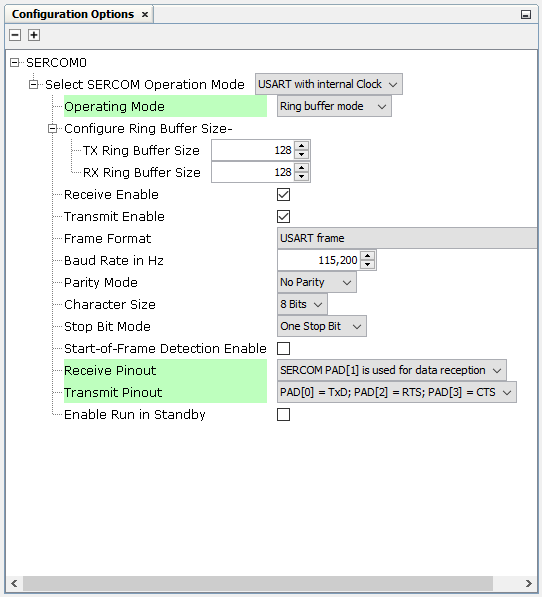 Configuration Options
SERCOM0
Select SERCOM Operation Mode USART with internal Clock
Operating Mode Ring buffer mode
Configure Ring Buffer Size-
TX Ring Buffer Size 128
RX Ring Buffer Size 128
Receive Enable
Transmit Enable
Frame Format USART frame
Baud Rate in Hz 115,200
Parity Mode No Parity
Character Size 8 Bits
Stop Bit Mode One Stop Bit
Start-of-Frame Detection Enable
Receive Pinout SERCOM PAD[1] is used for data reception
Transmit Pinout PAD[0] = TxD; PAD[2] = RTS; PAD[3] = CTS
Enable Run in Standby